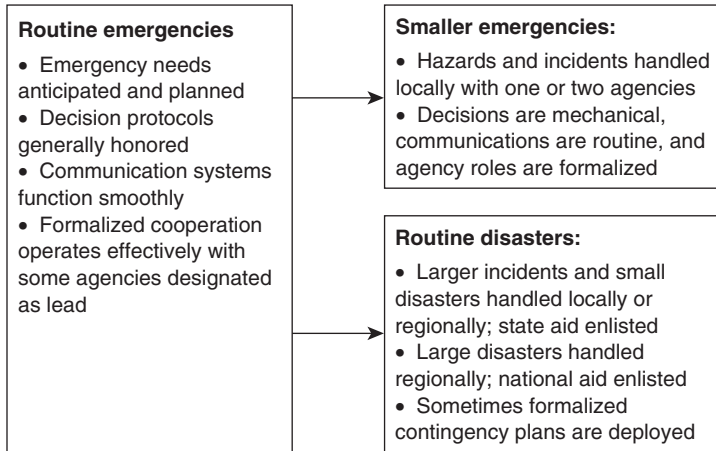 Routine emergencies
• Emergency needs
anticipated and planned
• Decision protocols
generally honored
• Communication systems
function smoothly
• Formalized cooperation
operates effectively with
some agencies designated
as lead
Smaller emergencies:
• Hazards and incidents handled
locally with one or two agencies
• Decisions are mechanical,
communications are routine, and
agency roles are formalized
Routine disasters:
• Larger incidents and small
disasters handled locally or
regionally; state aid enlisted
• Large disasters handled
regionally; national aid enlisted
• Sometimes formalized
contingency plans are deployed